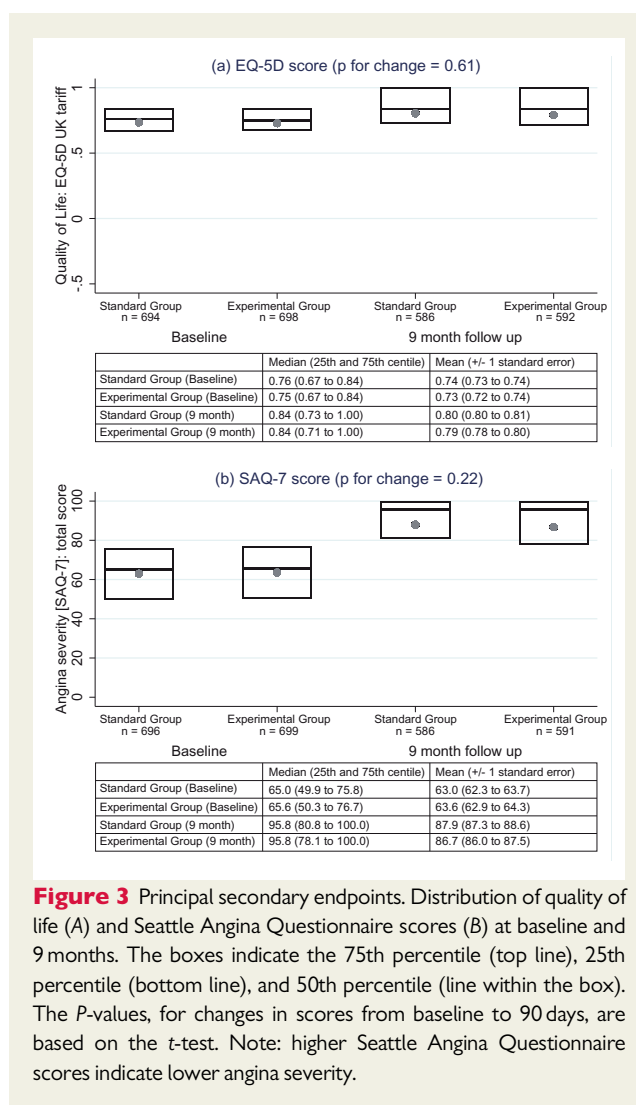 (a) EQ-5D score (p for change = 0.61)
Quality of Life: EQ-5D UK tariff
1
.5
0
-.5
Standard Group Experimental Group Standard Group Experimental Group
n = 694 n = 698 n = 586 n = 592
Baseline 9 month follow up
Median (25th and 75th centile) Mean (+/- 1 standard error)
Standard Group (Baseline) 0.76 (0.67 to 0.84) 0.74 (0.73 to 0.74)
Experimental Group (Baseline) 0.75 (0.67 to 0.84) 0.73 (0.72 to 0.74)
Standard Group (9 month) 0.84 (0.73 to 1.00) 0.80 (0.80 to 0.81)
Experimental Group (9 month) 0.84 (0.71 to 1.00) 0.79 (0.78 to 0.80)
(b) SAQ-7 score (p for change = 0.22)
Angina severity [SAQ-7]: total score
100
80
60
40
20
0
Standard Group Experimental Group Standard Group Experimental Group
n = 696 n = 699 n = 586 n = 591
Baseline 9 month follow up
Median (25th and 75th centile) Mean (+/- 1 standard error)
Standard Group (Baseline) 65.0 (49.9 to 75.8) 63.0 (62.3 to 63.7)
Experimental Group (Baseline) 65.6 (50.3 to 76.7) 63.6 (62.9 to 64.3)
Standard Group (9 month) 95.8 (80.8 to 100.0) 87.9 (87.3 to 88.6)
Experimental Group (9 month) 95.8 (78.1 to 100.0) 86.7 (86.0 to 87.5)
Figure 3 Principal secondary endpoints. Distribution of quality of
life (A) and Seattle Angina Questionnaire scores (B) at baseline and
9 months. The boxes indicate the 75th percentile (top line), 25th
percentile (bottom line), and 50th percentile (line within the box).
The P-values, for changes in scores from baseline to 90 days, are
based on the t-test. Note: higher Seattle Angina Questionnaire
scores indicate lower angina severity.